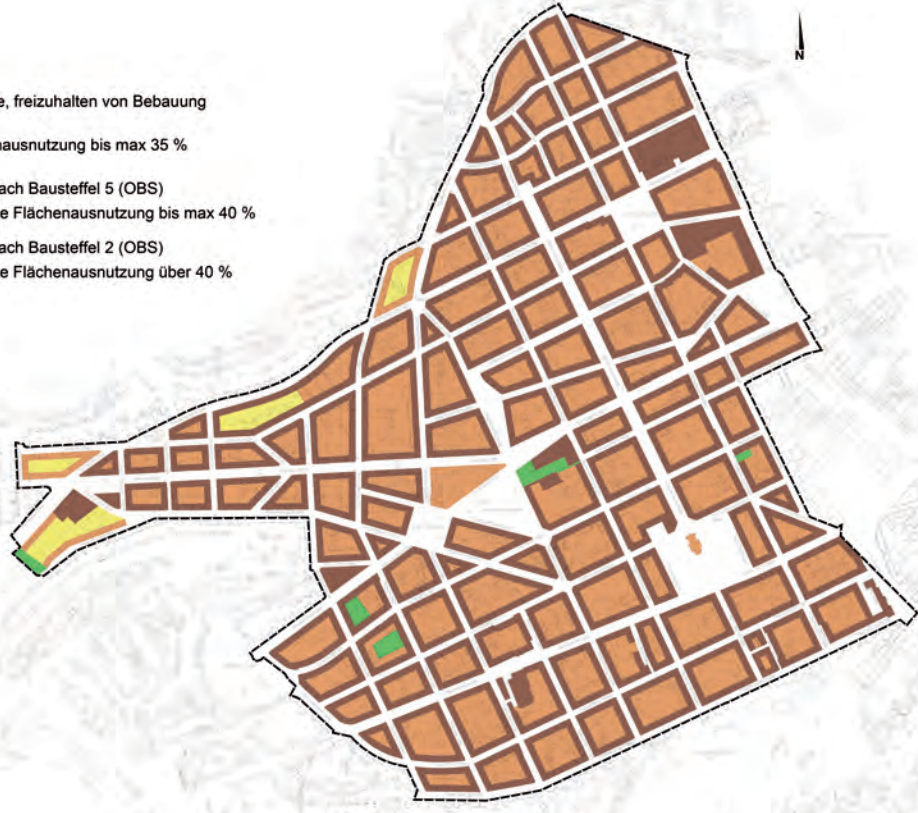 N
e, freizuhalten von Bebauung
nausnutzung bis max 35 %
ach Bausteffel 5 (OBS)
e Flächenausnutzung bis max 40 %
ach Bausteffel 2 (OBS)
e Flächenausnutzung über 40 %